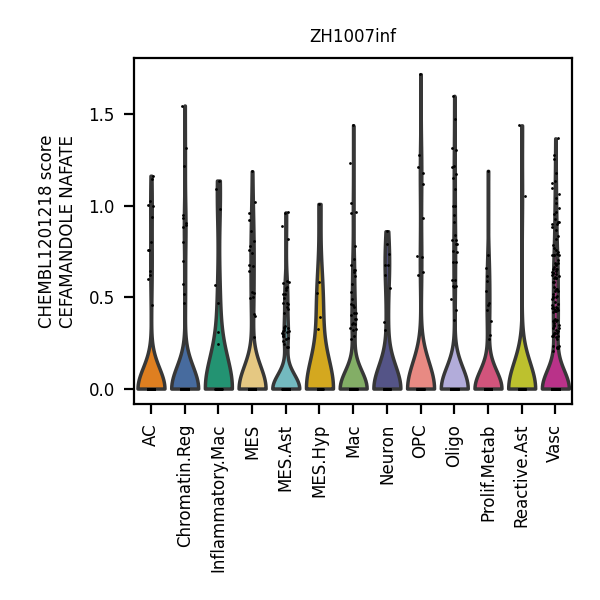 ZH1007inf
CHEMBL1201218 score
CEFAMANDOLE NAFATE
1.5
1.0
0.5
0.0
AC
Chromatin.Reg
Inflammatory.Mac
MES
MES.Ast
MES.Hyp
Mac
Neuron
OPC
Oligo
Prolif.Metab
Reactive.Ast
Vasc